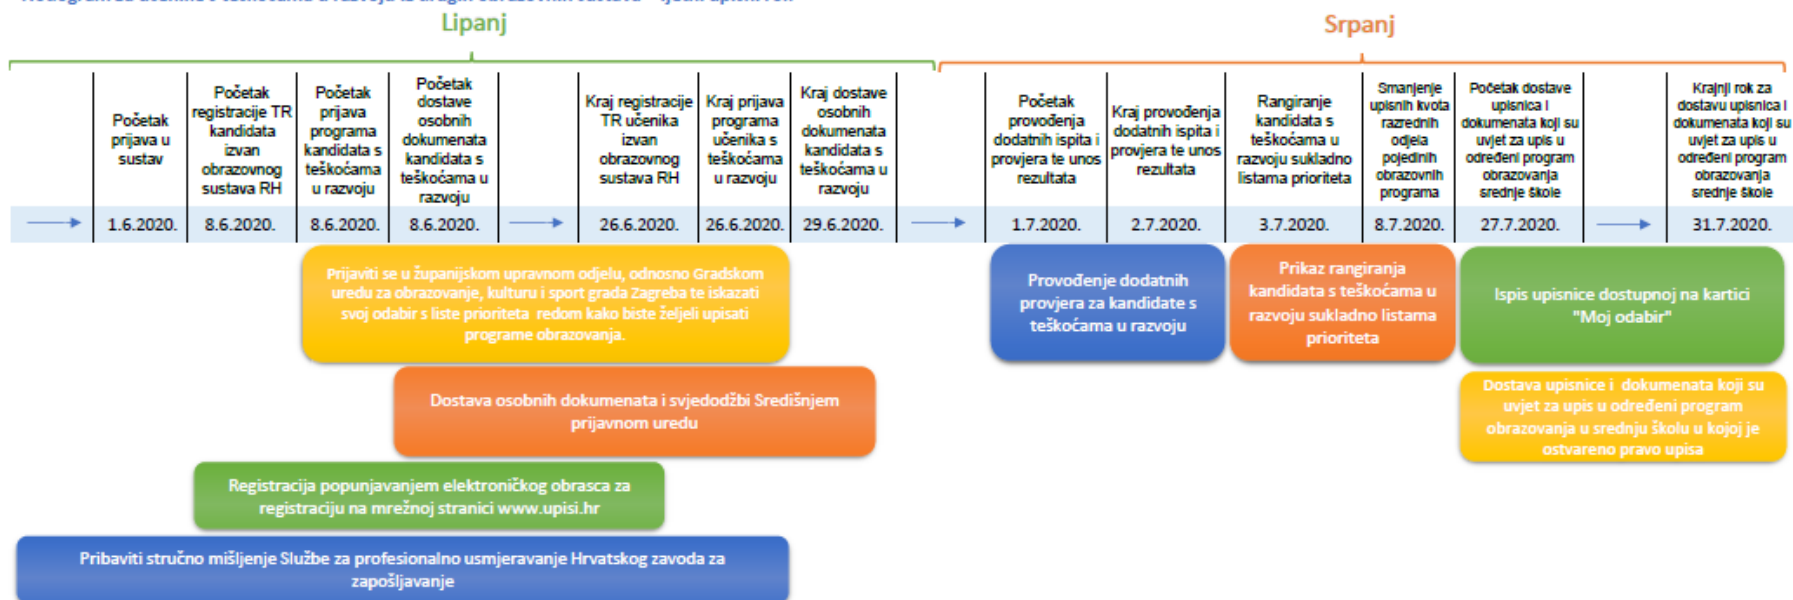 Hodogram za učenike s teškoćama u razvoju iz drugih obrazovnih sustava - ljetni upisni rok
Lipanj
Srpanj
Početak
prijava u
sustav
Početak
registracije TR
kandidata
izvan
obrazovnog
sustava RH
Početak
prijava
programa
kandidata s
teškoćama
u razvoju
Početak
dostave
osobnih
dokumenata
kandidata s
teškoćama u
razvoju
Kraj registracije
TR učenika
izvan
obrazovnog
sustava RH
Kraj prijava
programa
učenika s
teškoćama
u razvoju
Kraj dostave
osobnih
dokumenata
kandidata s
teškoćama u
razvoju
Početak
provođenja
dodatnih ispita i
provjera te unos
rezultata
Kraj provođenja
dodatnih ispita i
provjera te unos
rezultata
Rangiranje
kandidata s
teškoćama u
razvoju sukladno
listama prioriteta
Smanjenje
upisnih kvota
razrednih
odjela
pojedinih
obrazovnih
programa
Početak dostave
upisnica i
dokumenata koji su
uvjet za upis u
određeni program
obrazovanja
srednje škole
Krajnji rok za
dostavu upisnica i
dokumenata koji su
uvjet za upis u
određeni program
obrazovanja
srednje škole
1.6.2020.
8.6.2020.
8.6.2020.
8.6.2020.
26.6.2020.
26.6.2020.
29.6.2020.
1.7.2020.
2.7.2020.
3.7.2020.
8.7.2020.
27.7.2020.
31.7.2020.
Prijaviti se u županijskom upravnom odjelu, odnosno Gradskom
uredu za obrazovanje, kulturu i sport grada Zagreba te iskazati
svoj odabir s liste prioriteta redom kako biste željeli upisati
programe obrazovanja.
Provođenje dodatnih
provjera za kandidate s
teškoćama u razvoju
Prikaz rangiranja
kandidata s teškoćama u
razvoju sukladno listama
prioriteta
Ispis upisnice dostupnoj na kartici
"Moj odabir"
Dostava osobnih dokumenata i svjedodžbi Središnjem
prijavnom uredu
Dostava upisnice i dokumenata koji su
uvjet za upis u određeni program
obrazovanja u srednju školu u kojoj je
ostvareno pravo upisa
Registracija popunjavanjem elektroničkog obrasca za
registraciju na mrežnoj stranici www.upisi.hr
Pribaviti stručno mišljenje Službe za profesionalno usmjeravanje Hrvatskog zavoda za
zapošljavanje